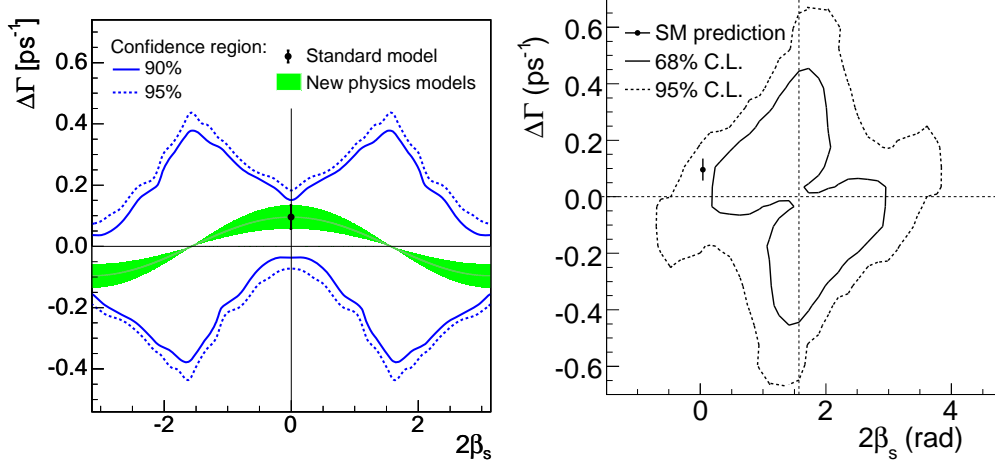 ΔΓ [ps⁻¹]
0.6
0.4
0.2
0.0
-0.2
-0.4
Confidence region:
90%
95%
Standard model
New physics models
-2
0
2
2βs
ΔΓ (ps⁻¹)
0.6
0.4
0.2
0.0
-0.2
-0.4
-0.6
SM prediction
68% C.L.
95% C.L.
0
2
4
2βs (rad)